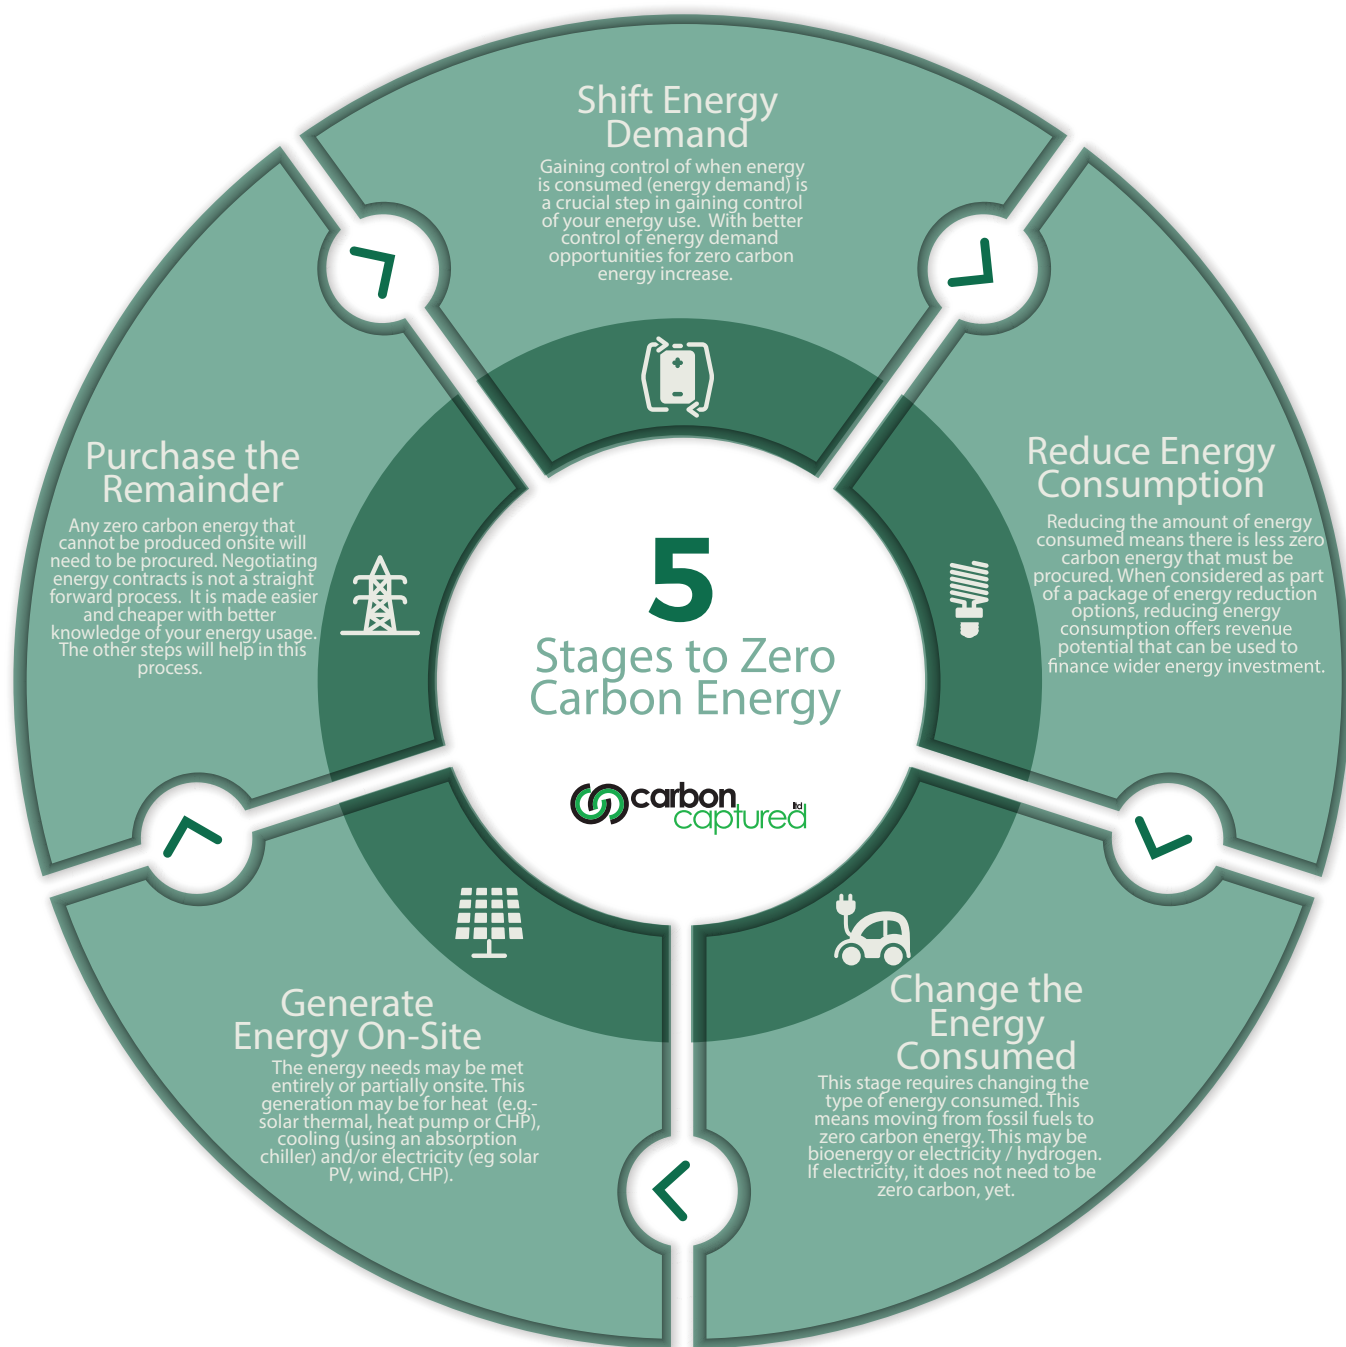 Shift Energy
Demand
Gaining control of when energy
is consumed (energy demand) is
a crucial step in gaining control
of your energy use.  With better
control of energy demand
opportunities for zero carbon
energy increase.
Reduce Energy
Consumption
Reducing the amount of energy
consumed means there is less zero
carbon energy that must be
procured. When considered as part
of a package of energy reduction
options, reducing energy
consumption offers revenue
potential that can be used to
finance wider energy investment.
Change the
Energy
Consumed
This stage requires changing the
type of energy consumed. This
means moving from fossil fuels to
zero carbon energy. This may be
bioenergy or electricity / hydrogen.
If electricity, it does not need to be
zero carbon, yet.
Generate
Energy On-Site
The energy needs may be met
entirely or partially onsite. This
generation may be for heat  (e.g.-
solar thermal, heat pump or CHP),
cooling (using an absorption
chiller) and/or electricity (eg solar
PV, wind, CHP).
Purchase the
Remainder
Any zero carbon energy that
cannot be produced onsite will
need to be procured. Negotiating
energy contracts is not a straight
forward process.  It is made easier
and cheaper with better
knowledge of your energy usage.
The other steps will help in this
process.
5
Stages to Zero
Carbon Energy
carbon
captured ltd